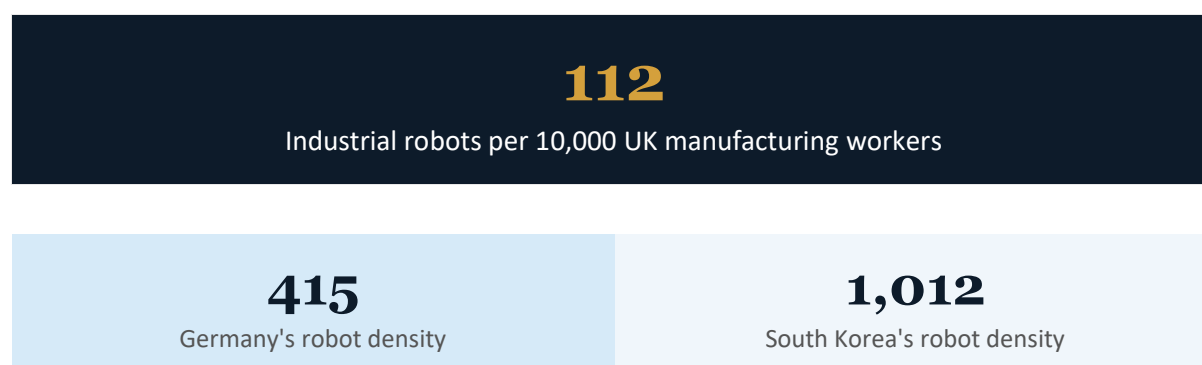 112
Industrial robots per 10,000 UK manufacturing workers
415
Germany's robot density
1,012
South Korea's robot density